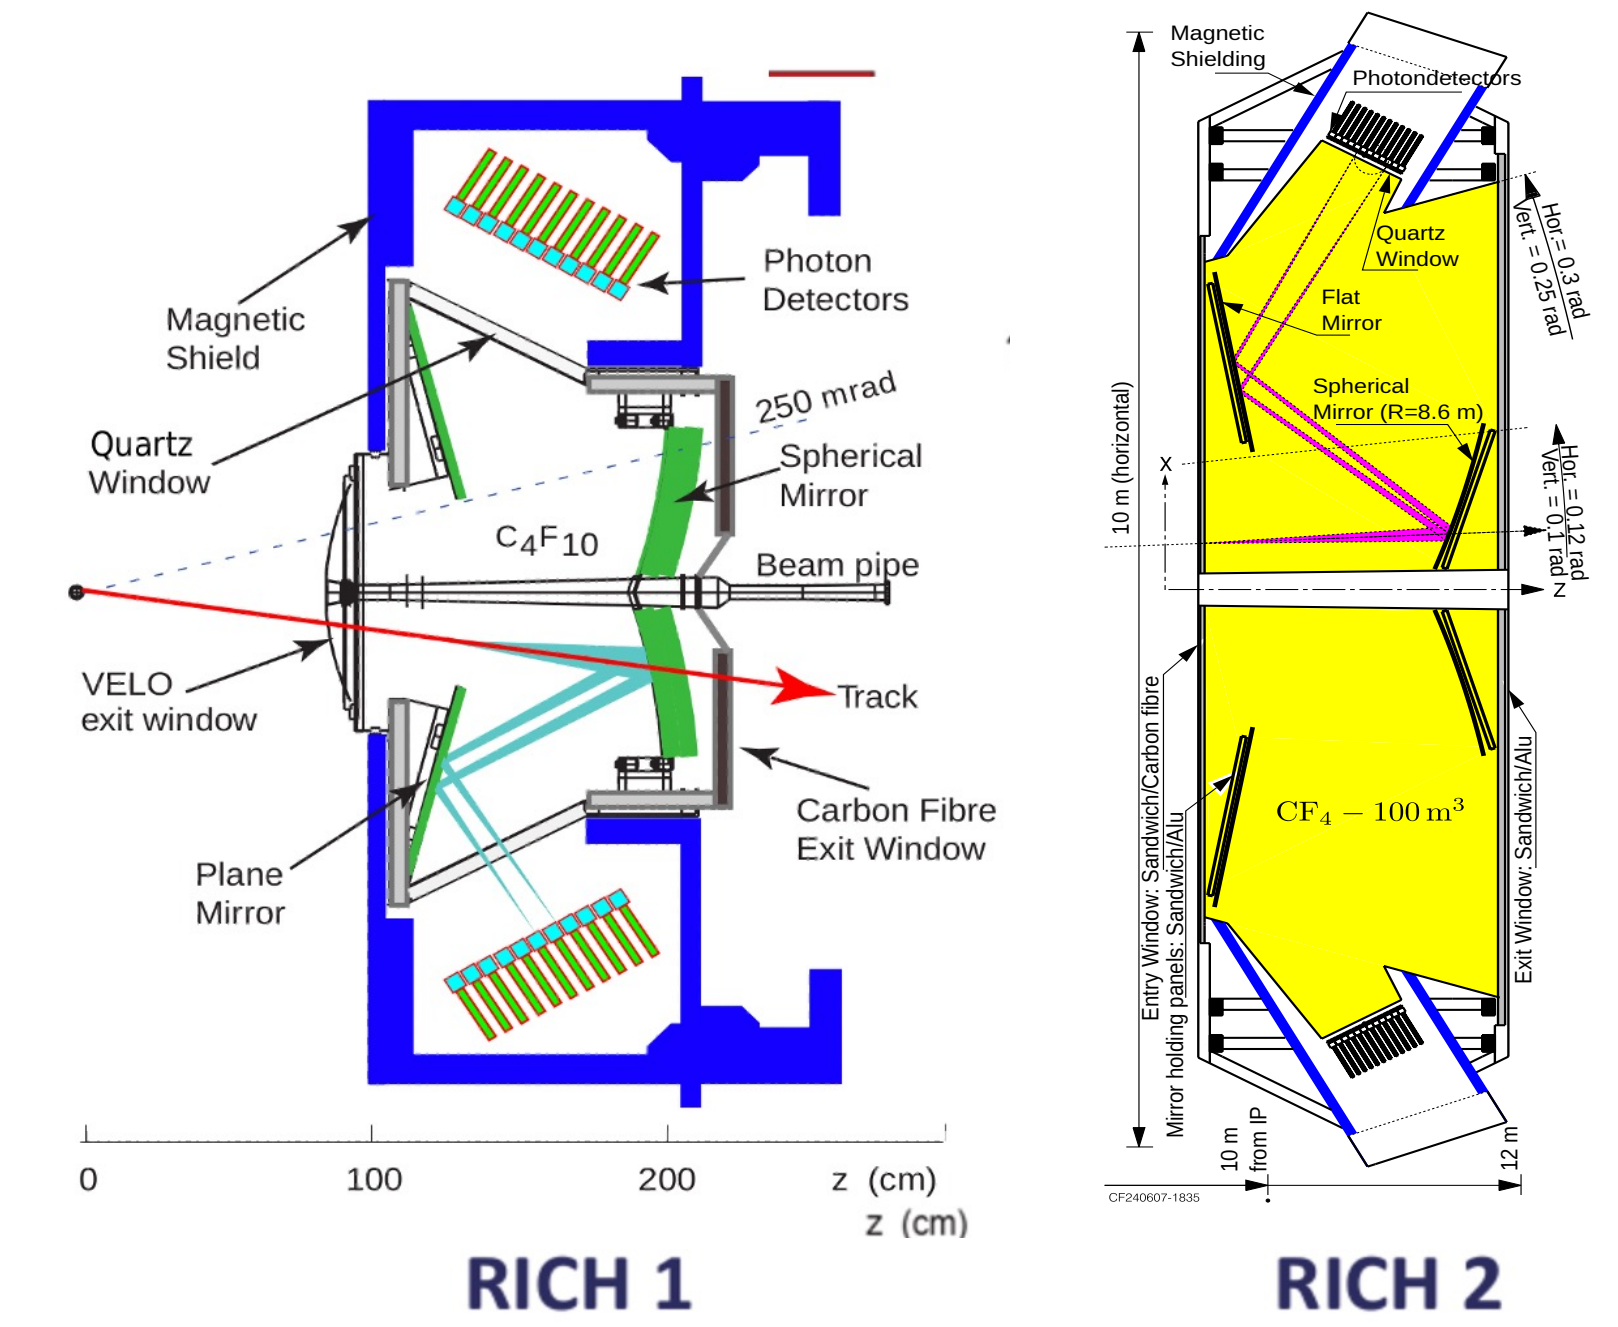 Magnetic
Shield
Photon
Detectors
Quartz
Window
250 mrad
Spherical
Mirror
C4F10
Beam pipe
VELO
exit window
Track
Plane
Mirror
Carbon Fibre
Exit Window
0
100
200
z (cm)
z (cm)
RICH 1
Magnetic
Shielding
Photondetectors
Quartz
Window
Hor. = 0.3 rad
Vert. = 0.25 rad
Flat
Mirror
Spherical
Mirror (R=8.6 m)
10 m (horizontal)
x
Hor. = 0.12 rad
Vert. = 0.1 rad
z
Entry Window: Sandwich/Carbon fibre
Mirror holding panels: Sandwich/Alu
CF₄ – 100 m³
Exit Window: Sandwich/Alu
10 m
from IP
12 m
CF240607-1835
RICH 2